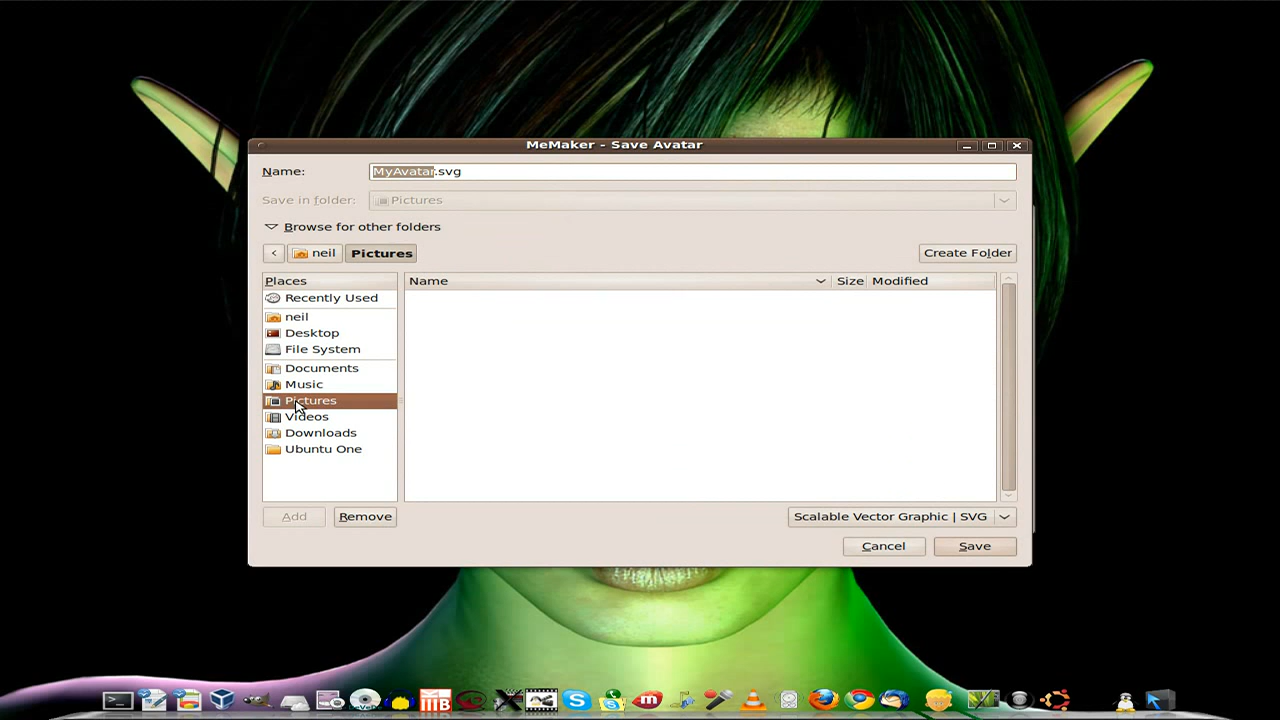 MeMaker - Save Avatar
Name: MyAvatar.svg
Save in folder: Pictures
Browse for other folders
< neil Pictures Create Folder
Places Name Size Modified
Recently Used
neil
Desktop
File System
Documents
Music
Pictures
Videos
Downloads
Ubuntu One
Add Remove Scalable Vector Graphic | SVG
Cancel Save